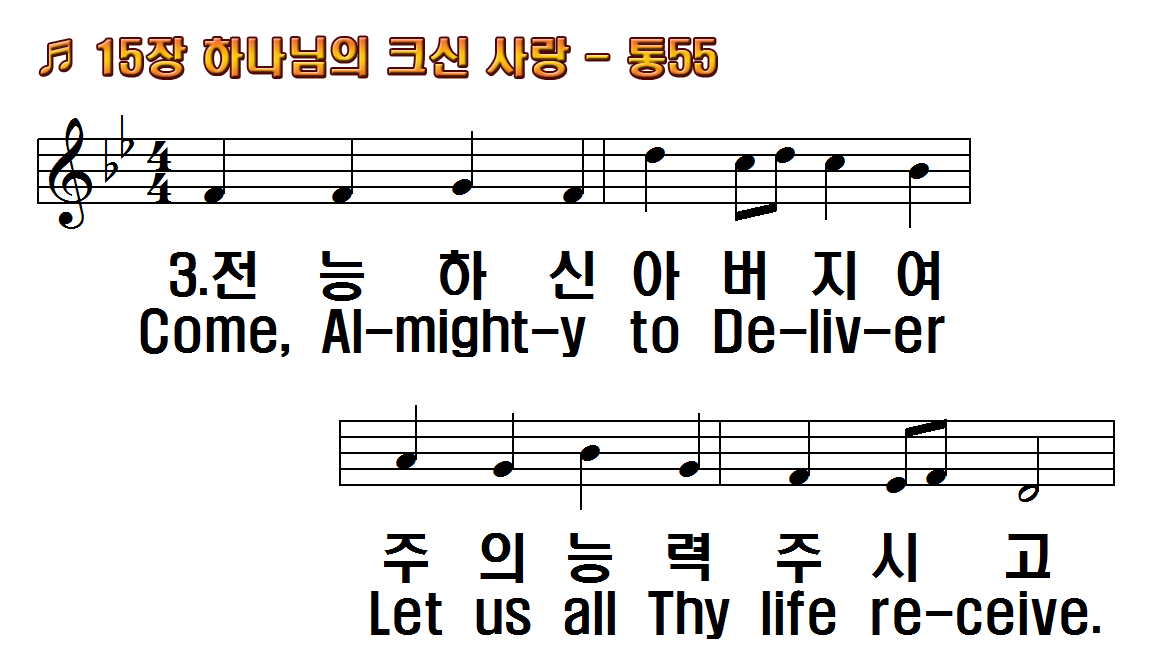 ♬ 15장 하나님의 크신 사랑 - 통55
3.전 능 하 신 아 버 지 여
Come, Al-might-y to De-liv-er
주 의 능 력 주 시 고
Let us all Thy life re-ceive.